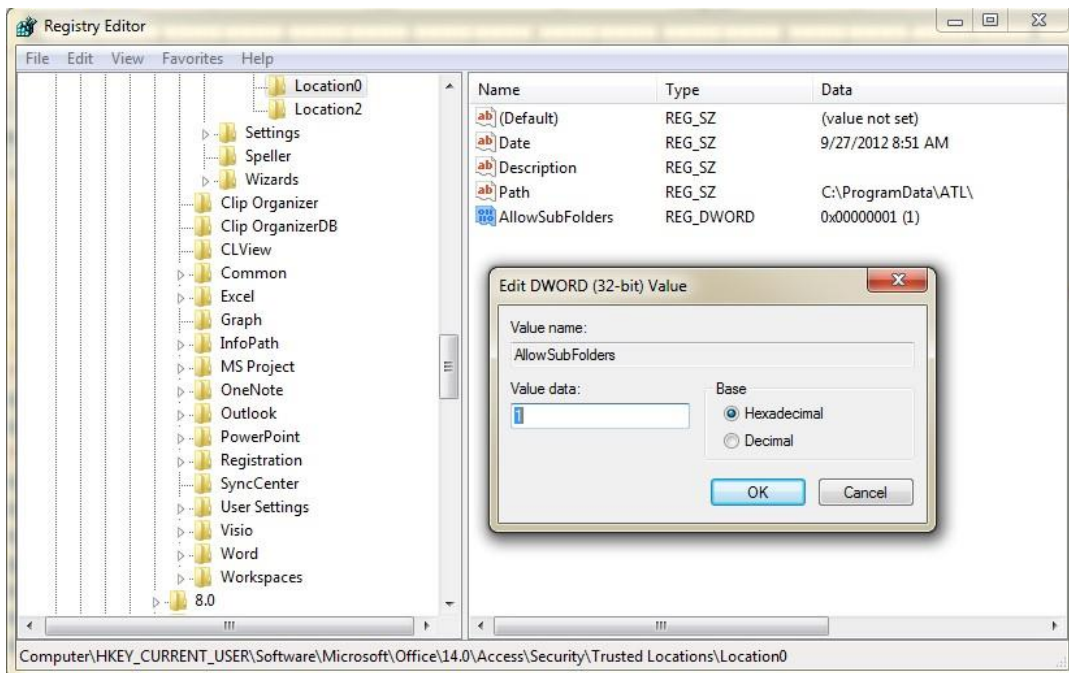 Registry Editor
File Edit View Favorites Help
Location0
Location2
Settings
Speller
Wizards
Clip Organizer
Clip OrganizerDB
CLView
Common
Excel
Graph
InfoPath
MS Project
OneNote
Outlook
PowerPoint
Registration
SyncCenter
User Settings
Visio
Word
Workspaces
8.0
Name Type Data
(Default) REG_SZ (value not set)
Date REG_SZ 9/27/2012 8:51 AM
Description REG_SZ
Path REG_SZ C:\ProgramData\ATL\
AllowSubFolders REG_DWORD 0x00000001 (1)
Edit DWORD (32-bit) Value
Value name:
AllowSubFolders
Value data: Base
1 Hexadecimal
Decimal
OK Cancel
Computer\HKEY_CURRENT_USER\Software\Microsoft\Office\14.0\Access\Security\Trusted Locations\Location0